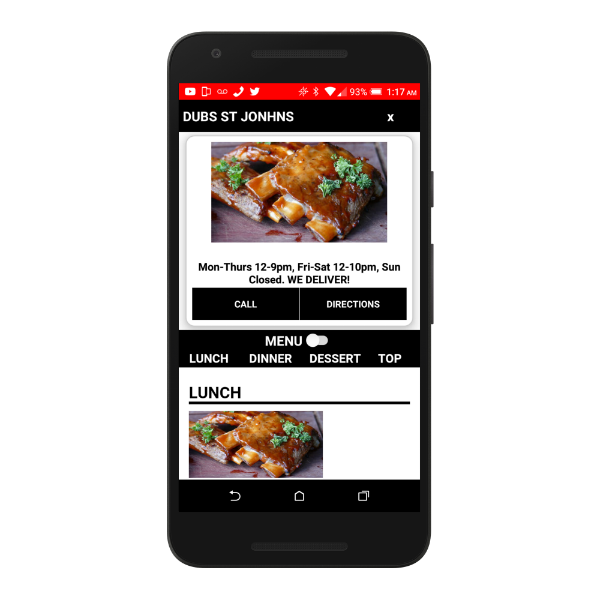 93% 1:17 AM
DUBS ST JONHNS x
Mon-Thurs 12-9pm, Fri-Sat 12-10pm, Sun
Closed. WE DELIVER!
CALL DIRECTIONS
MENU
LUNCH DINNER DESSERT TOP
LUNCH